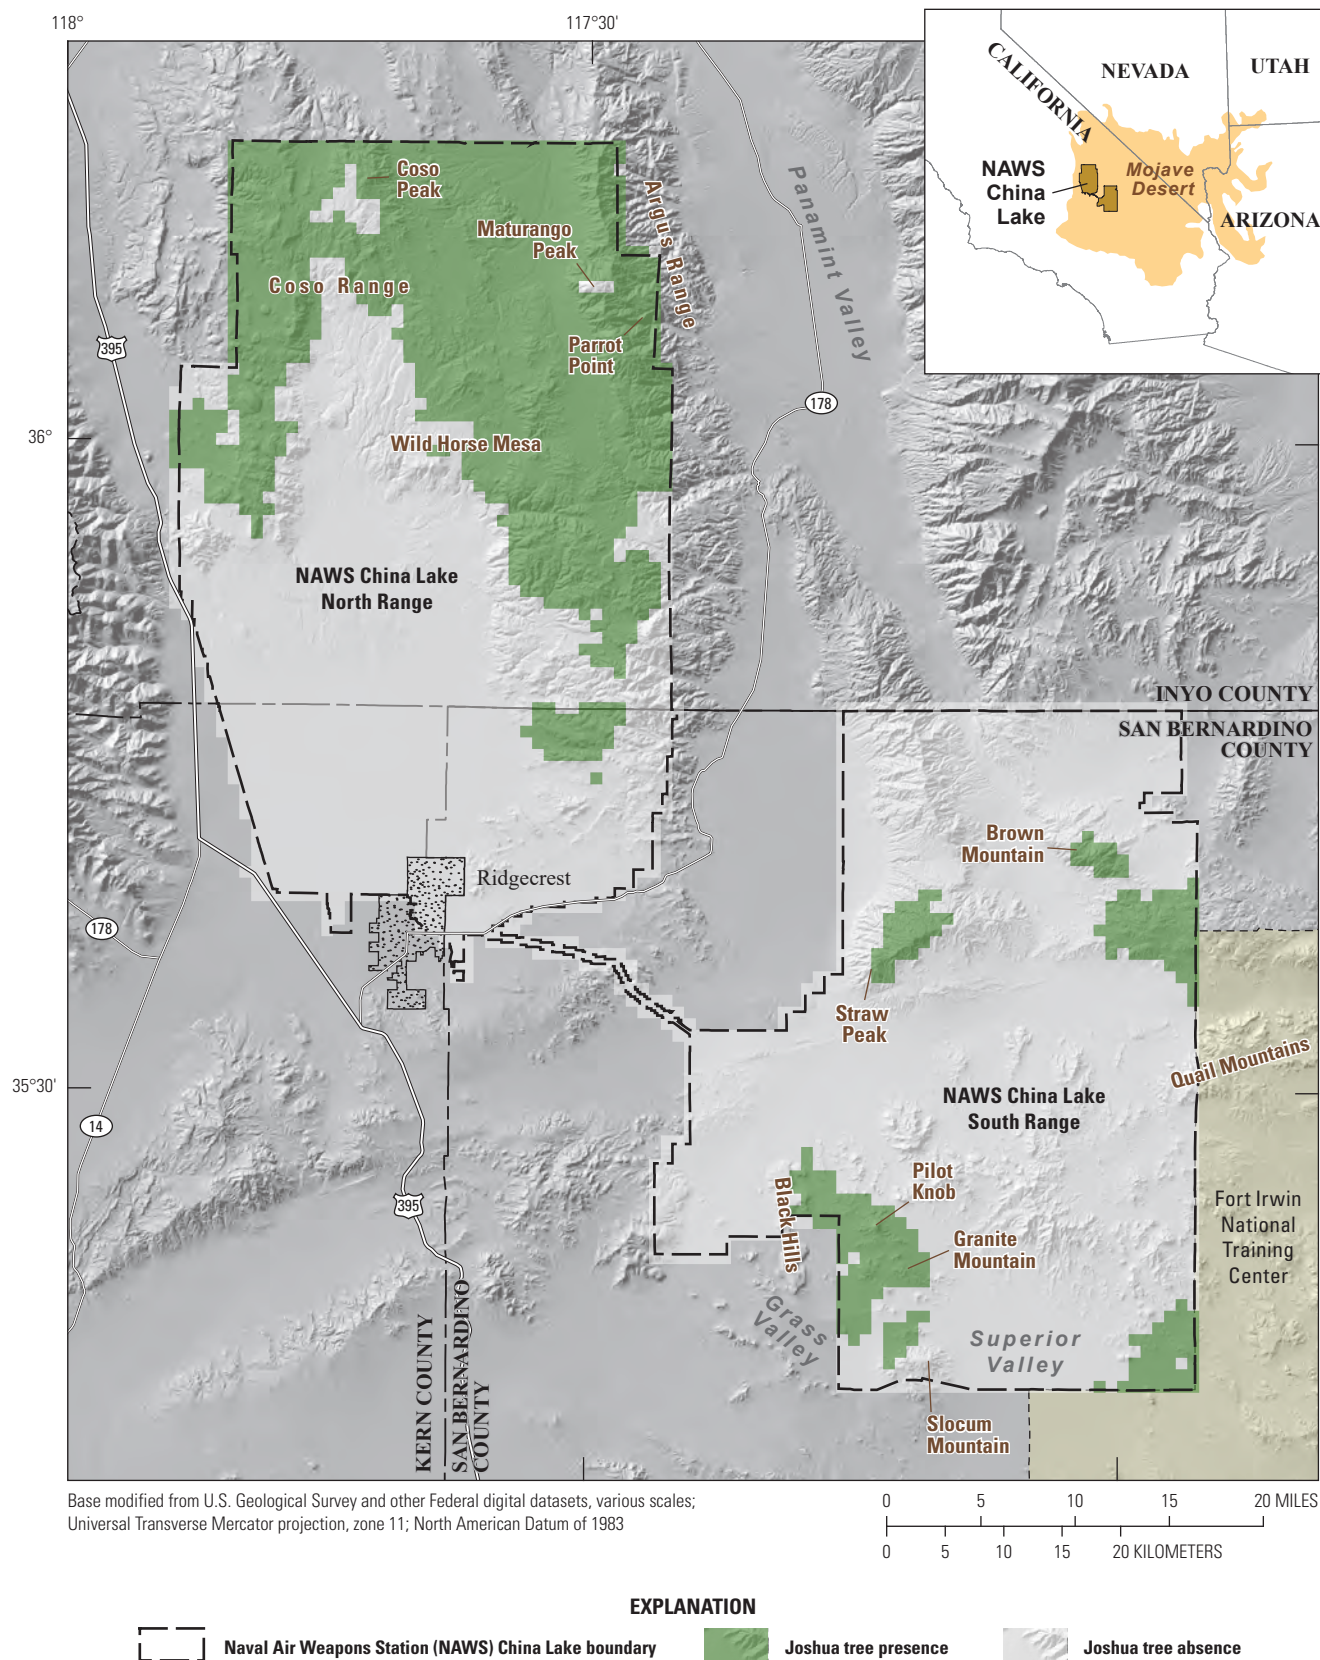 118°
117°30'
CALIFORNIA
NEVADA
UTAH
NAWS
China
Lake
Mojave
Desert
ARIZONA
Coso
Peak
Argus Range
Panamint Valley
Maturango
Peak
Coso Range
395
Parrot
Point
178
36°
Wild Horse Mesa
NAWS China Lake
North Range
INYO COUNTY
SAN BERNARDINO
COUNTY
Brown
Mountain
Ridgecrest
178
Straw
Peak
Quail Mountains
35°30'
NAWS China Lake
South Range
14
Pilot
Knob
Black Hills
395
Fort Irwin
National
Training
Center
Granite
Mountain
Grass
Valley
Superior
Valley
KERN COUNTY
SAN BERNARDINO
COUNTY
Slocum
Mountain
Base modified from U.S. Geological Survey and other Federal digital datasets, various scales;
Universal Transverse Mercator projection, zone 11; North American Datum of 1983
0 5 10 15 20 MILES
0 5 10 15 20 KILOMETERS
EXPLANATION
Naval Air Weapons Station (NAWS) China Lake boundary
Joshua tree presence
Joshua tree absence